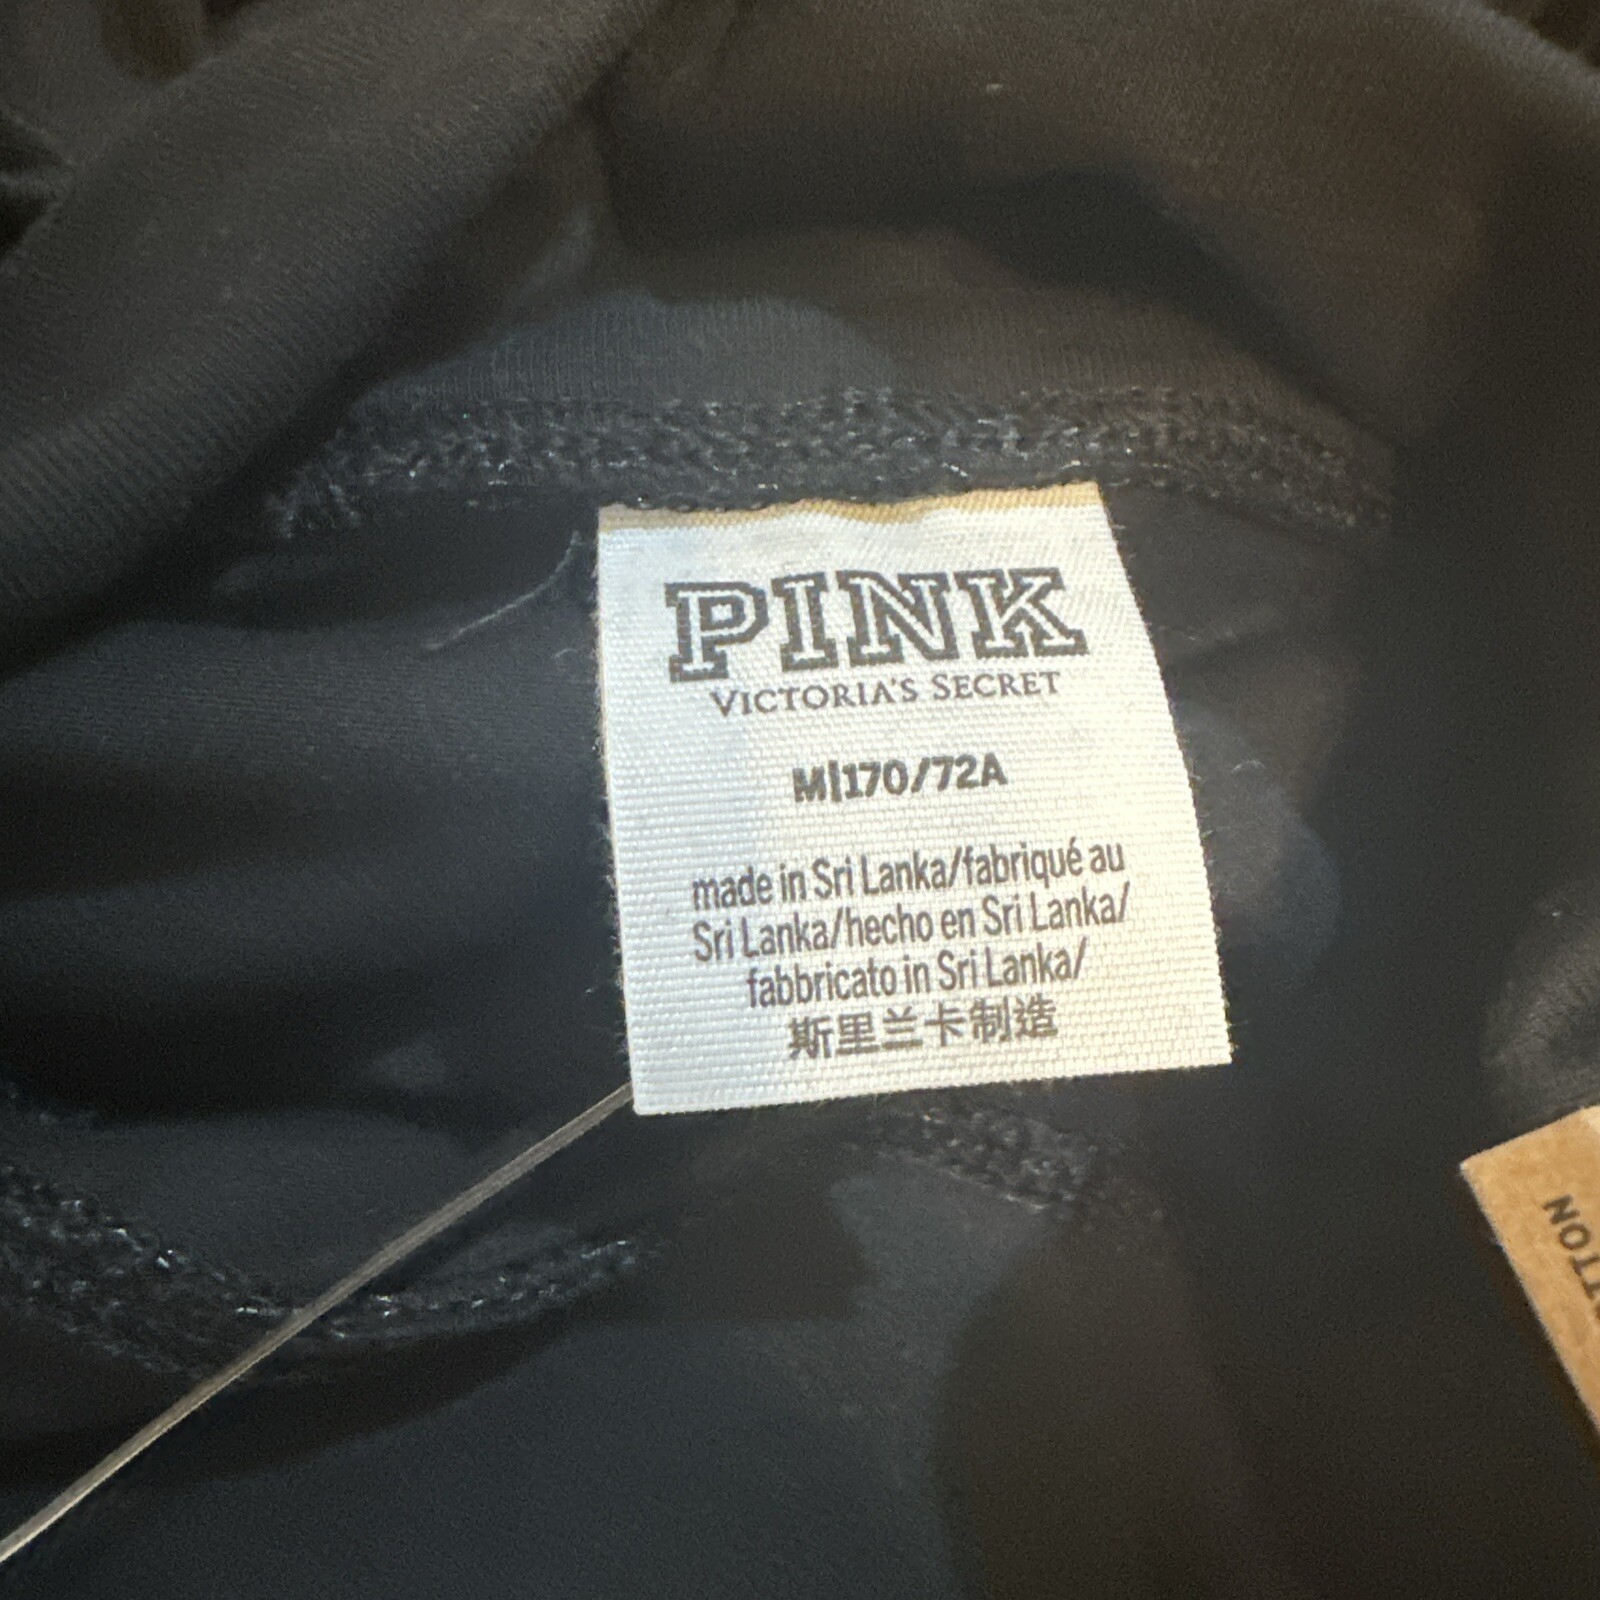 PINK
VICTORIA'S SECRET
M|170/72A
made in Sri Lanka/fabriqué au
Sri Lanka/hecho en Sri Lanka/
fabbricato in Sri Lanka/
斯里兰卡制造